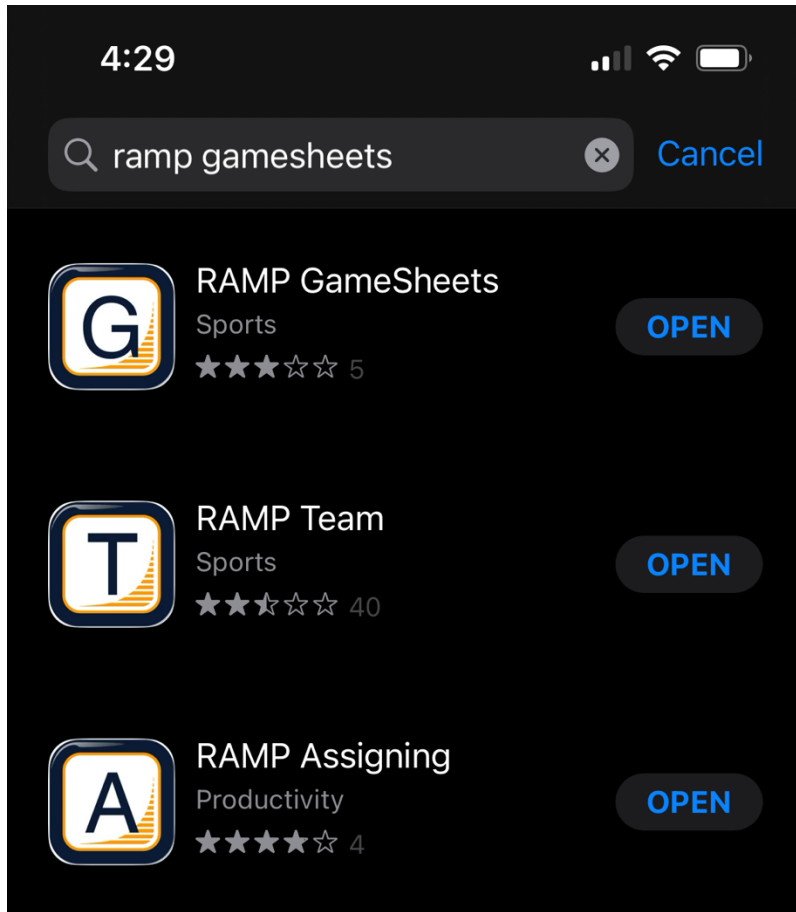 4:29
ramp gamesheets
Cancel
G
RAMP GameSheets
Sports
5
OPEN
T
RAMP Team
Sports
40
OPEN
A
RAMP Assigning
Productivity
4
OPEN